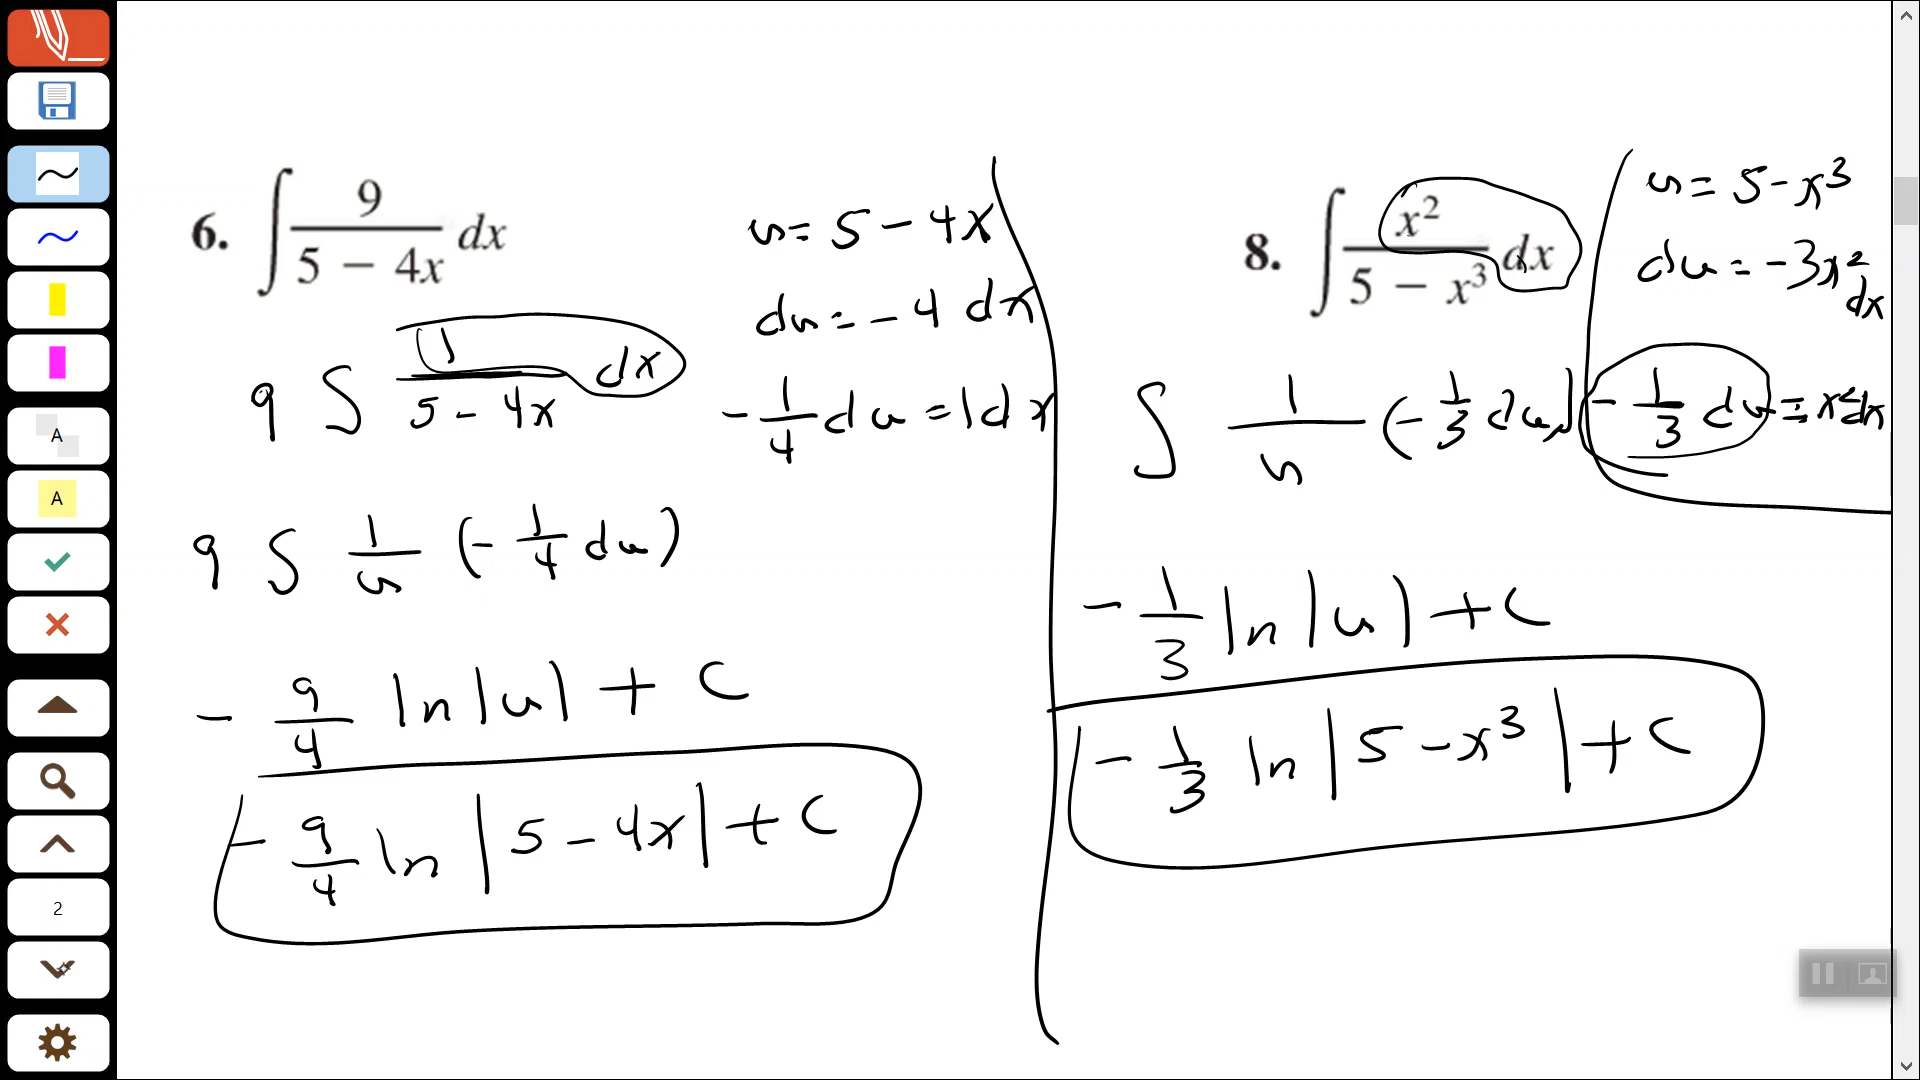 6. ∫ 9/(5 − 4x) dx
9 ∫ 1/(5 - 4x) dx
u = 5 - 4x
du = -4 dx
-1/4 du = 1dx
9 ∫ 1/u (-1/4 du)
-9/4 ln|u| + C
-9/4 ln|5 - 4x| + C
8. ∫ x²/(5 − x³) dx
u = 5 - x³
du = -3x² dx
-1/3 du = x² dx
∫ 1/u (-1/3 du)
-1/3 ln|u| + C
-1/3 ln|5 - x³| + C
A
A
2